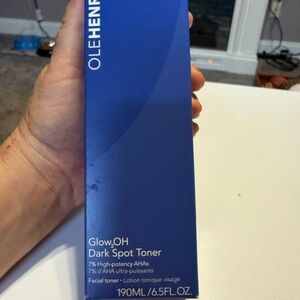 OLEHENR
Glow2OH
Dark Spot Toner
7% High-potency AHAs
7% d'AHA ultra-puissants
Facial toner • Lotion tonique visage
190ML /6.5FL.OZ.